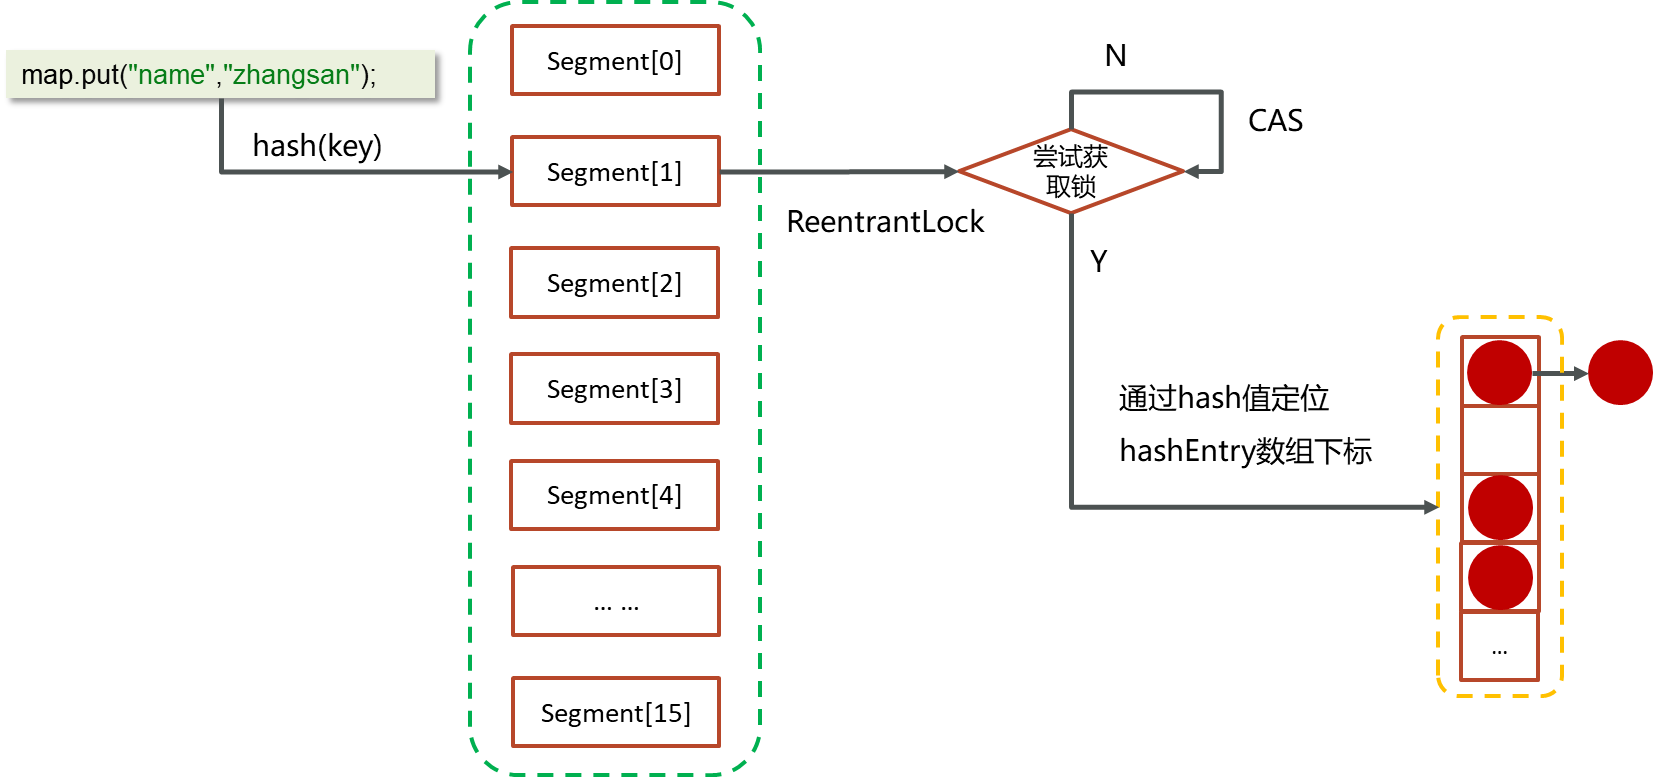 map.put("name","zhangsan");
hash(key)
Segment[0]
Segment[1]
Segment[2]
Segment[3]
Segment[4]
... ...
Segment[15]
ReentrantLock
尝试获
取锁
N
CAS
Y
通过hash值定位
hashEntry数组下标
...